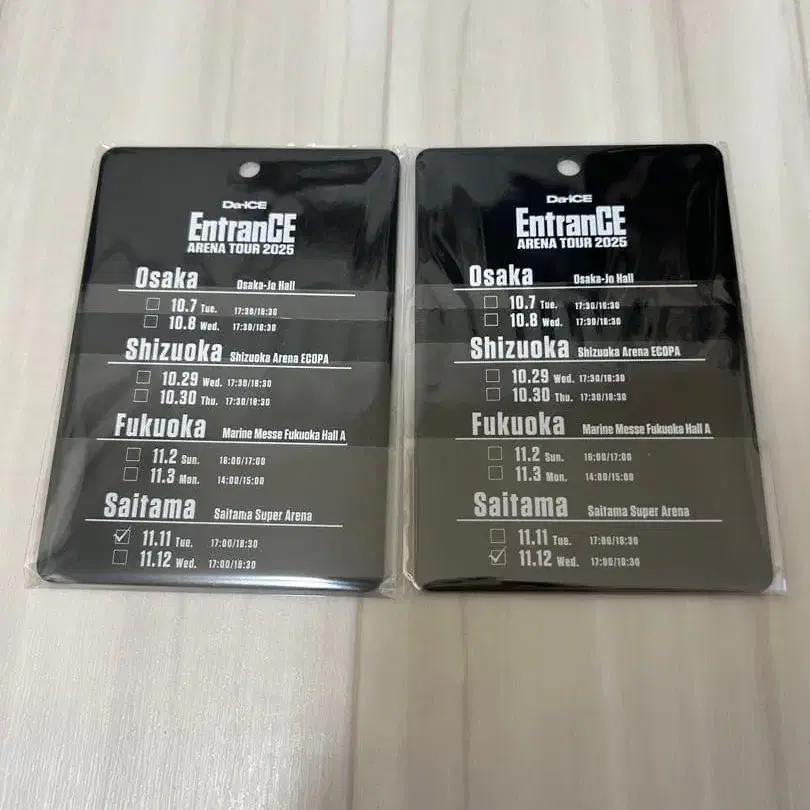 Da-iCE
EntranCE
ARENA TOUR 2025
Osaka Osaka-Jo Hall
☐ 10.7 Tue. 17:30/18:30
☐ 10.8 Wed. 17:30/18:30
Shizuoka Shizuoka Arena ECOPA
☐ 10.29 Wed. 17:30/18:30
☐ 10.30 Thu. 17:30/18:30
Fukuoka Marine Messe Fukuoka Hall A
☐ 11.2 Sun. 16:00/17:00
☐ 11.3 Mon. 14:00/15:00
Saitama Saitama Super Arena
☑ 11.11 Tue. 17:00/18:30
☐ 11.12 Wed. 17:00/18:30
Da-iCE
EntranCE
ARENA TOUR 2025
Osaka Osaka-Jo Hall
☐ 10.7 Tue. 17:30/18:30
☐ 10.8 Wed. 17:30/18:30
Shizuoka Shizuoka Arena ECOPA
☐ 10.29 Wed. 17:30/18:30
☐ 10.30 Thu. 17:30/18:30
Fukuoka Marine Messe Fukuoka Hall A
☐ 11.2 Sun. 16:00/17:00
☐ 11.3 Mon. 14:00/15:00
Saitama Saitama Super Arena
☐ 11.11 Tue. 17:00/18:30
☑ 11.12 Wed. 17:00/18:30